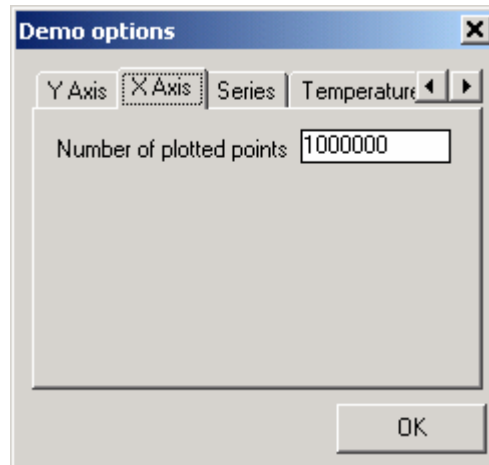 Demo options
Y Axis X Axis Series Temperature
Number of plotted points 1000000
OK